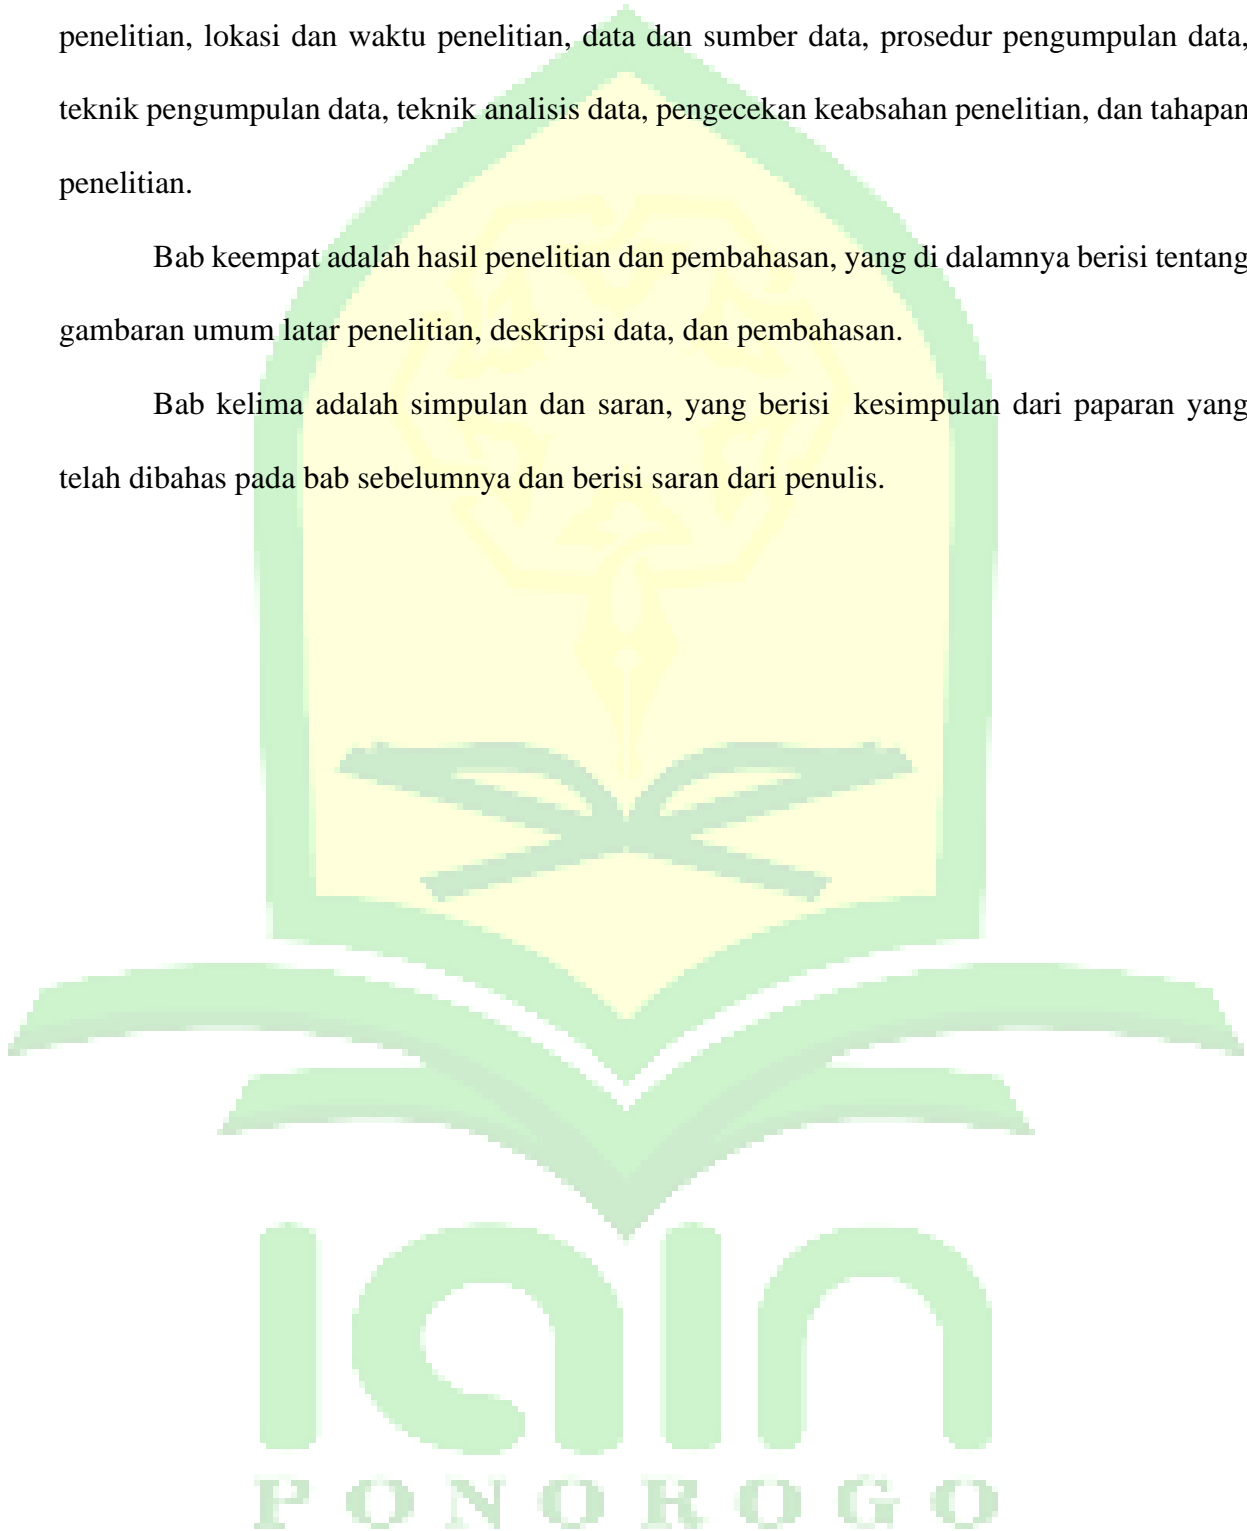 penelitian, lokasi dan waktu penelitian, data dan sumber data, prosedur pengumpulan data,
teknik pengumpulan data, teknik analisis data, pengecekan keabsahan penelitian, dan tahapan
penelitian.
Bab keempat adalah hasil penelitian dan pembahasan, yang di dalamnya berisi tentang
gambaran umum latar penelitian, deskripsi data, dan pembahasan.
Bab kelima adalah simpulan dan saran, yang berisi kesimpulan dari paparan yang
telah dibahas pada bab sebelumnya dan berisi saran dari penulis.
iain
PONOROGO